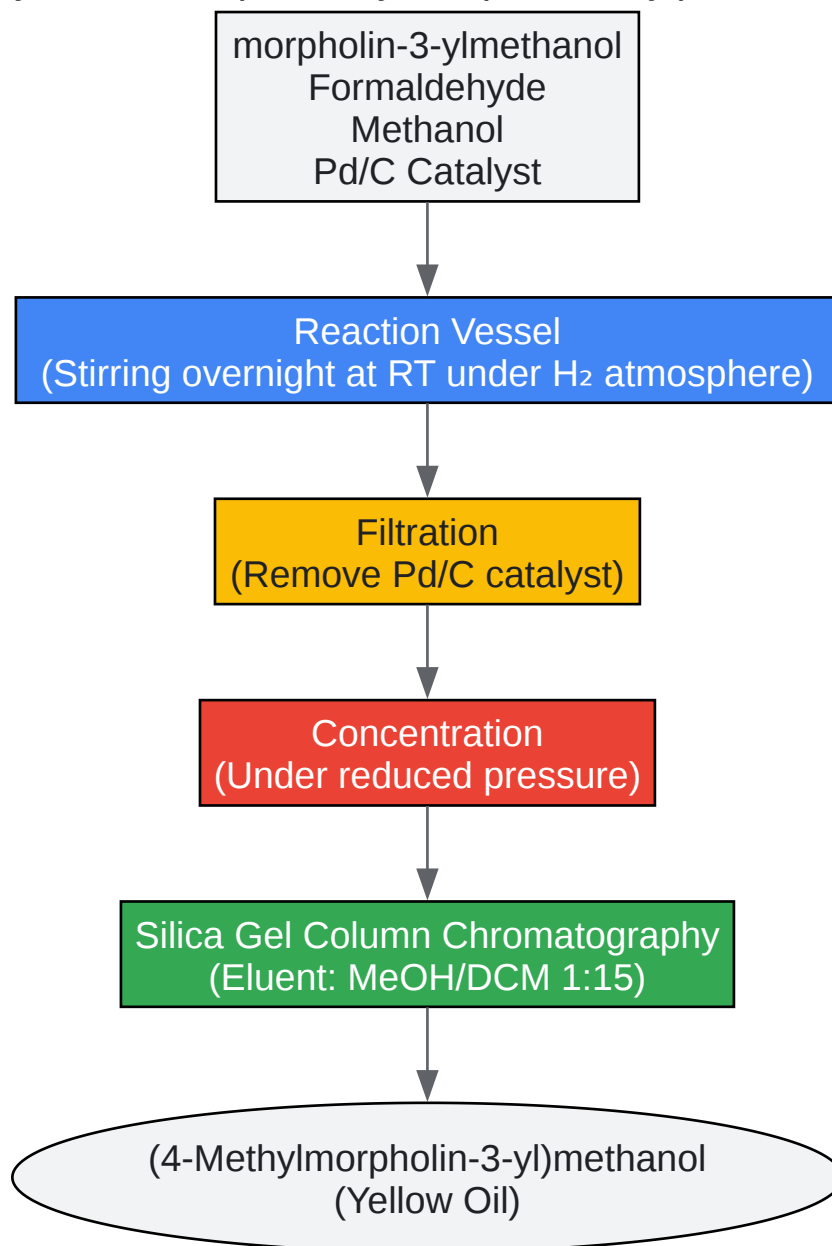 morpholin-3-ylmethanol
Formaldehyde
Methanol
Pd/C Catalyst
Reaction Vessel
(Stirring overnight at RT under H₂ atmosphere)
Filtration
(Remove Pd/C catalyst)
Concentration
(Under reduced pressure)
Silica Gel Column Chromatography
(Eluent: MeOH/DCM 1:15)
(4-Methylmorpholin-3-yl)methanol
(Yellow Oil)